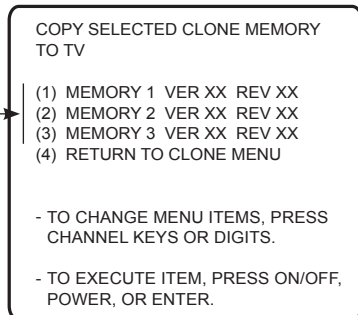 COPY SELECTED CLONE MEMORY
TO TV
(1) MEMORY 1 VER XX REV XX
(2) MEMORY 2 VER XX REV XX
(3) MEMORY 3 VER XX REV XX
(4) RETURN TO CLONE MENU
- TO CHANGE MENU ITEMS, PRESS
CHANNEL KEYS OR DIGITS.
- TO EXECUTE ITEM, PRESS ON/OFF,
POWER, OR ENTER.